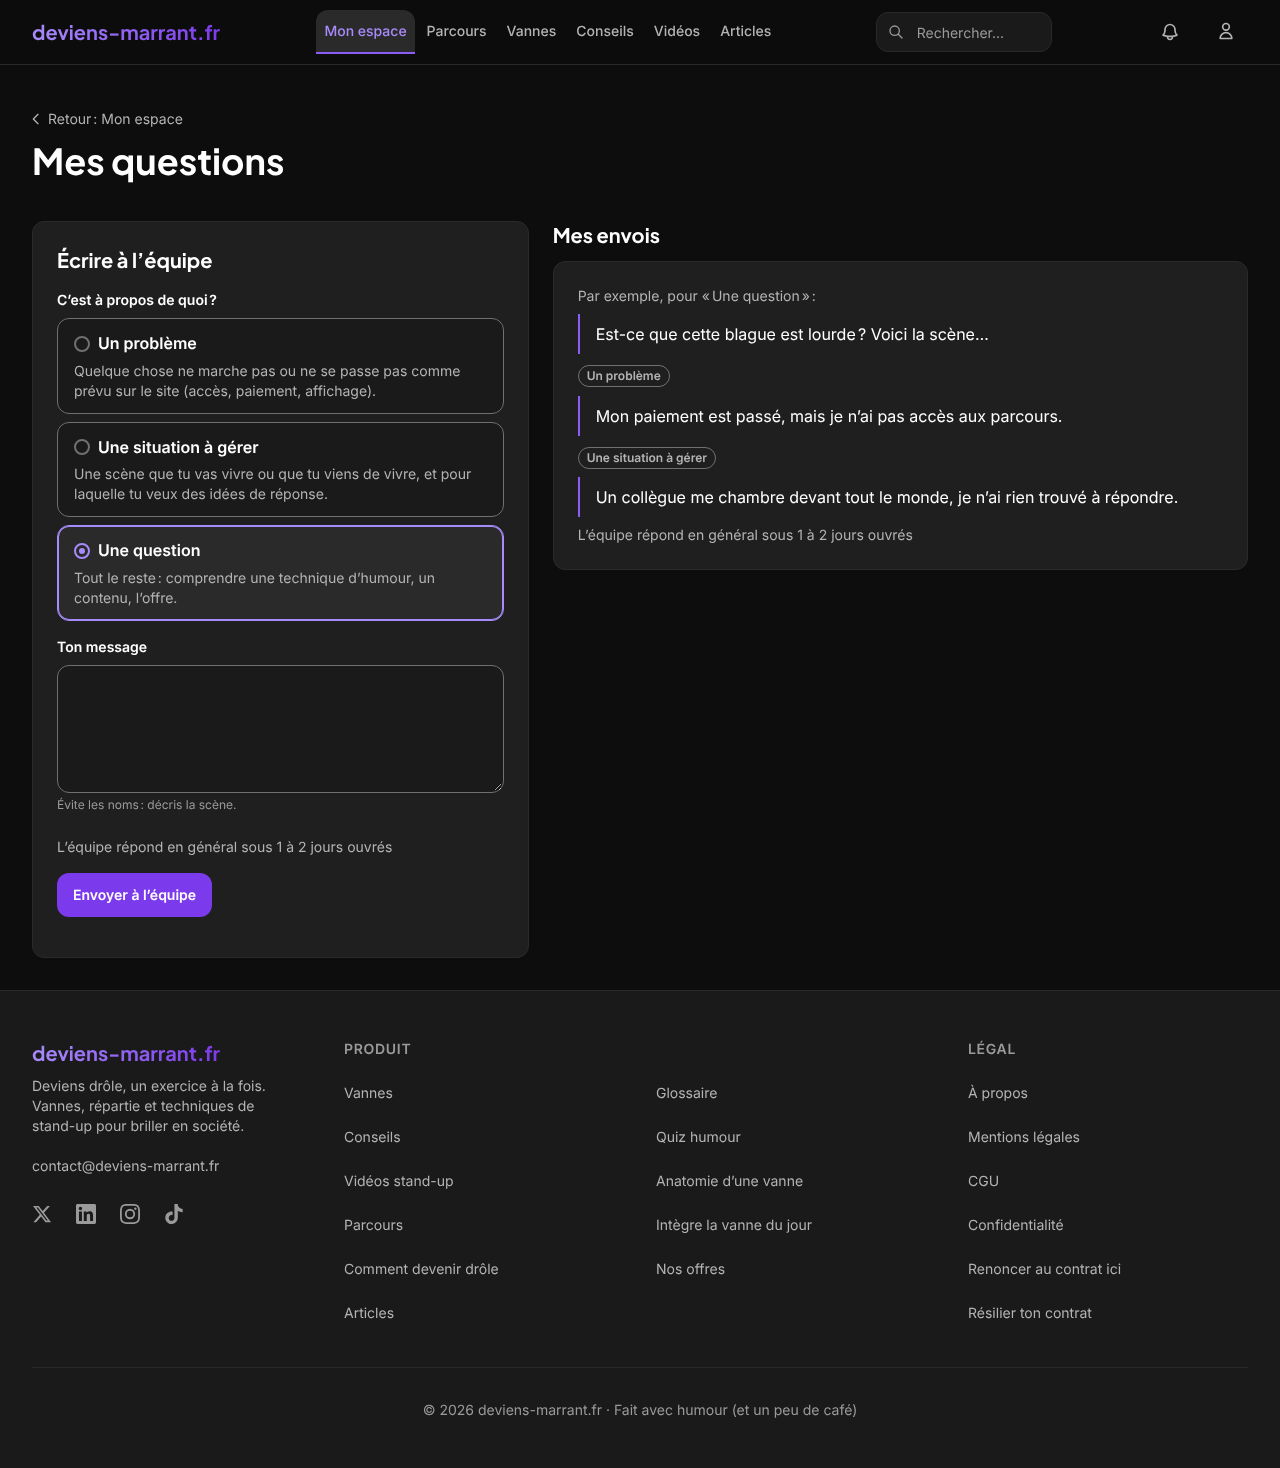 deviens-marrant.fr
Mon espace
Parcours
Vannes
Conseils
Vidéos
Articles
Rechercher...
Retour : Mon espace
Mes questions
Écrire à l’équipe
C’est à propos de quoi ?
Un problème
Quelque chose ne marche pas ou ne se passe pas comme
prévu sur le site (accès, paiement, affichage).
Une situation à gérer
Une scène que tu vas vivre ou que tu viens de vivre, et pour
laquelle tu veux des idées de réponse.
Une question
Tout le reste : comprendre une technique d’humour, un
contenu, l’offre.
Ton message
Évite les noms : décris la scène.
L’équipe répond en général sous 1 à 2 jours ouvrés
Envoyer à l’équipe
Mes envois
Par exemple, pour « Une question » :
Est-ce que cette blague est lourde ? Voici la scène…
Un problème
Mon paiement est passé, mais je n’ai pas accès aux parcours.
Une situation à gérer
Un collègue me chambre devant tout le monde, je n’ai rien trouvé à répondre.
L’équipe répond en général sous 1 à 2 jours ouvrés
deviens-marrant.fr
Deviens drôle, un exercice à la fois.
Vannes, répartie et techniques de
stand-up pour briller en société.
contact@deviens-marrant.fr
PRODUIT
Vannes
Conseils
Vidéos stand-up
Parcours
Comment devenir drôle
Articles
Glossaire
Quiz humour
Anatomie d’une vanne
Intègre la vanne du jour
Nos offres
LÉGAL
À propos
Mentions légales
CGU
Confidentialité
Renoncer au contrat ici
Résilier ton contrat
© 2026 deviens-marrant.fr · Fait avec humour (et un peu de café)